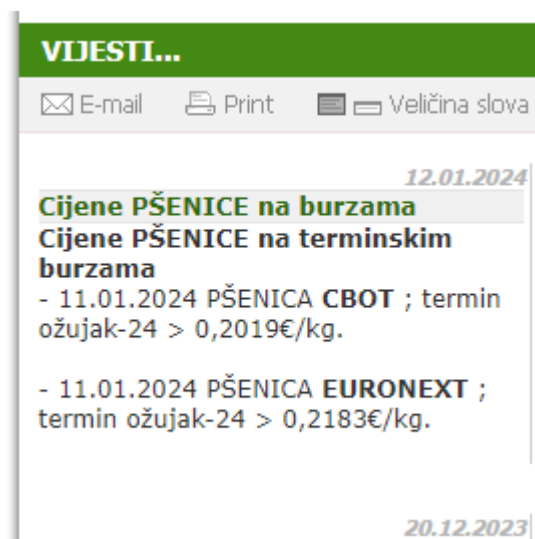 VIJESTI...
E-mail Print Veličina slova
12.01.2024
Cijene PŠENICE na burzama
Cijene PŠENICE na terminskim
burzama
- 11.01.2024 PŠENICA CBOT ; termin
ožujak-24 > 0,2019€/kg.
- 11.01.2024 PŠENICA EURONEXT ;
termin ožujak-24 > 0,2183€/kg.
20.12.2023